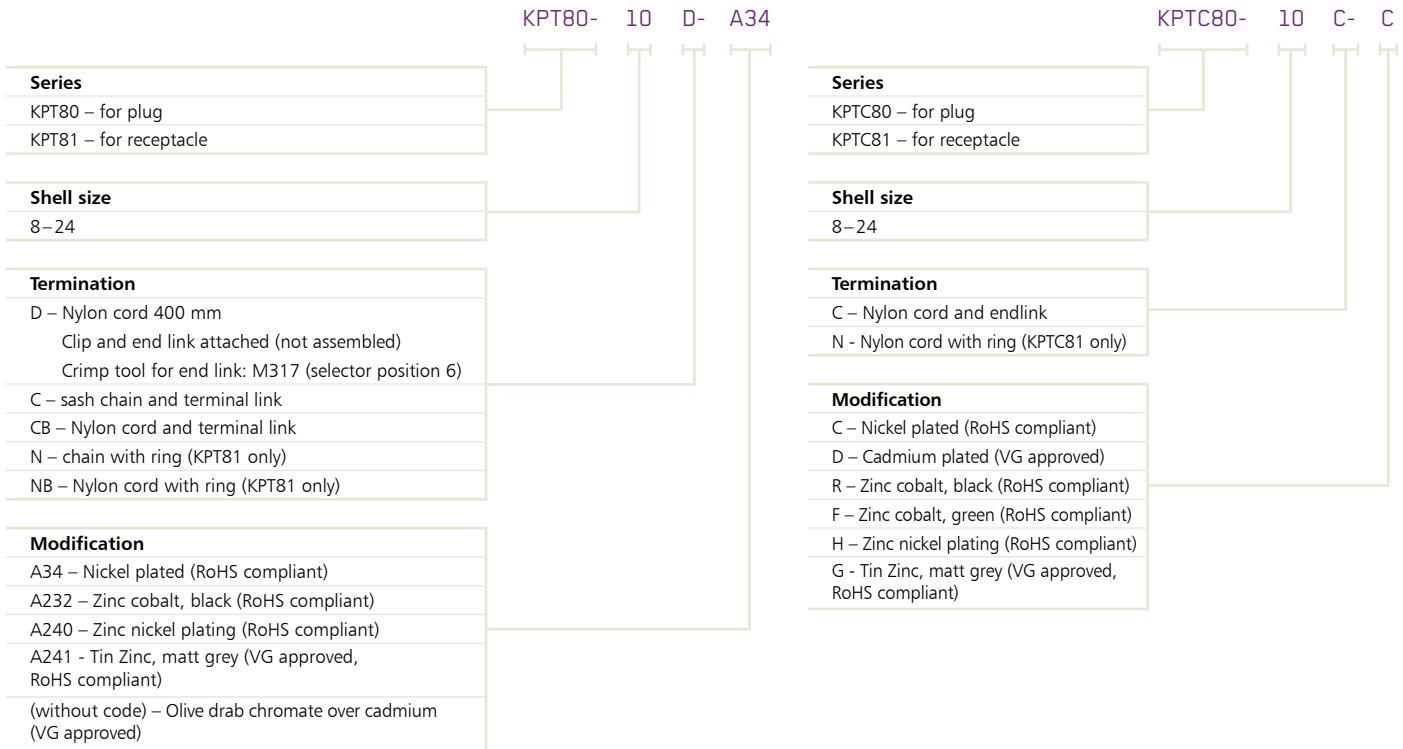 KPT80- 10 D- A34
Series
KPT80 – for plug
KPT81 – for receptacle
Shell size
8–24
Termination
D – Nylon cord 400 mm
Clip and end link attached (not assembled)
Crimp tool for end link: M317 (selector position 6)
C – sash chain and terminal link
CB – Nylon cord and terminal link
N – chain with ring (KPT81 only)
NB – Nylon cord with ring (KPT81 only)
Modification
A34 – Nickel plated (RoHS compliant)
A232 – Zinc cobalt, black (RoHS compliant)
A240 – Zinc nickel plating (RoHS compliant)
A241 - Tin Zinc, matt grey (VG approved,
RoHS compliant)
(without code) – Olive drab chromate over cadmium
(VG approved)
KPTC80- 10 C- C
Series
KPTC80 – for plug
KPTC81 – for receptacle
Shell size
8–24
Termination
C – Nylon cord and endlink
N - Nylon cord with ring (KPTC81 only)
Modification
C – Nickel plated (RoHS compliant)
D – Cadmium plated (VG approved)
R – Zinc cobalt, black (RoHS compliant)
F – Zinc cobalt, green (RoHS compliant)
H – Zinc nickel plating (RoHS compliant)
G - Tin Zinc, matt grey (VG approved,
RoHS compliant)